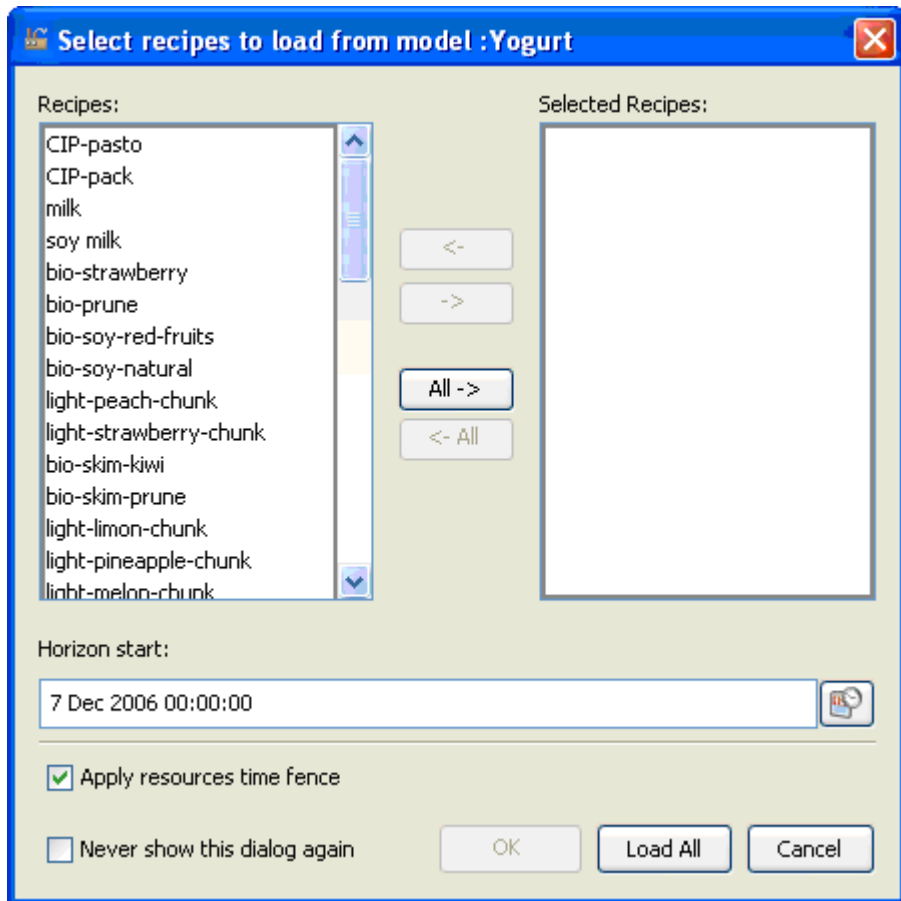 Select recipes to load from model :Yogurt
Recipes:
Selected Recipes:
CIP-pasto
CIP-pack
milk
soy milk
bio-strawberry
bio-prune
bio-soy-red-fruits
bio-soy-natural
light-peach-chunk
light-strawberry-chunk
bio-skim-kiwi
bio-skim-prune
light-limon-chunk
light-pineapple-chunk
light-melon-chunk
<-
->
All ->
<- All
Horizon start:
7 Dec 2006 00:00:00
Apply resources time fence
Never show this dialog again
OK
Load All
Cancel